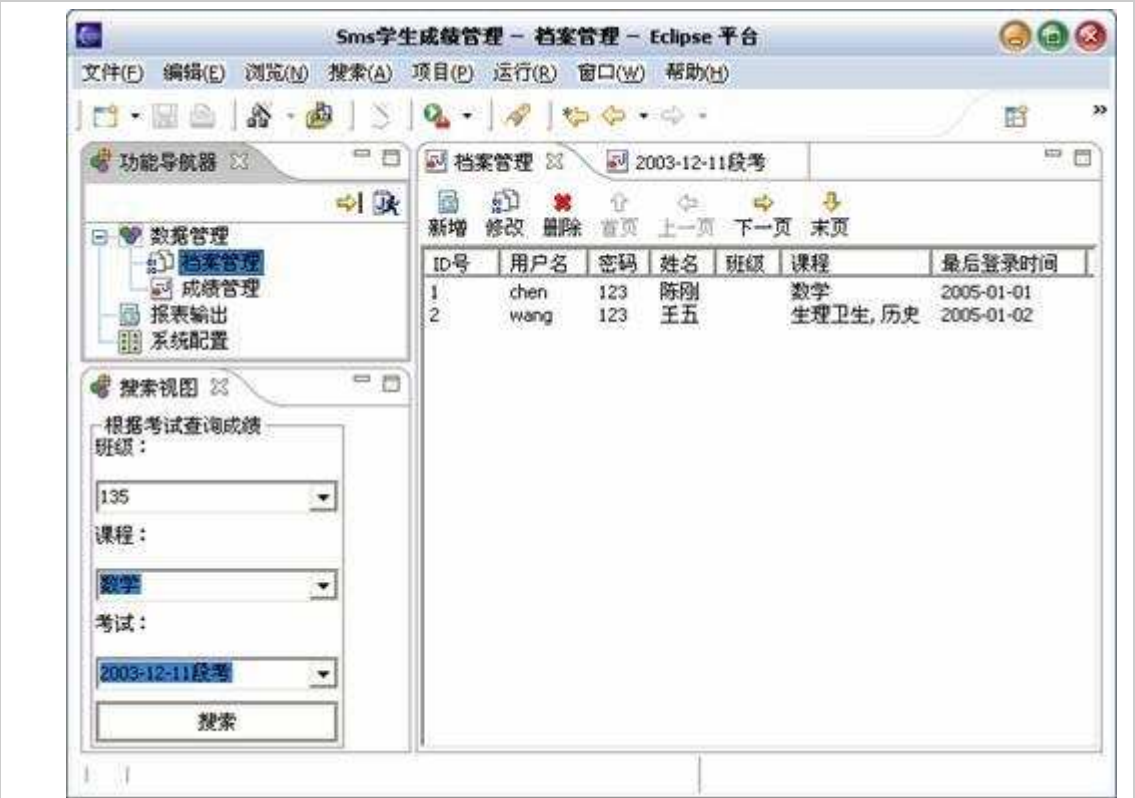 Sms学生成绩管理 - 档案管理 - Eclipse 平台
文件(F) 编辑(E) 浏览(N) 搜索(A) 项目(P) 运行(R) 窗口(W) 帮助(H)
功能导航器
数据管理
档案管理
成绩管理
报表输出
系统配置
搜索视图
根据考试查询成绩
班级：
135
课程：
数学
考试：
2003-12-11段考
搜索
档案管理 2003-12-11段考
新增 修改 删除 首页 上一页 下一页 末页
ID号 用户名 密码 姓名 班级 课程 最后登录时间
1 chen 123 陈刚 数学 2005-01-01
2 wang 123 王五 生理卫生, 历史 2005-01-02